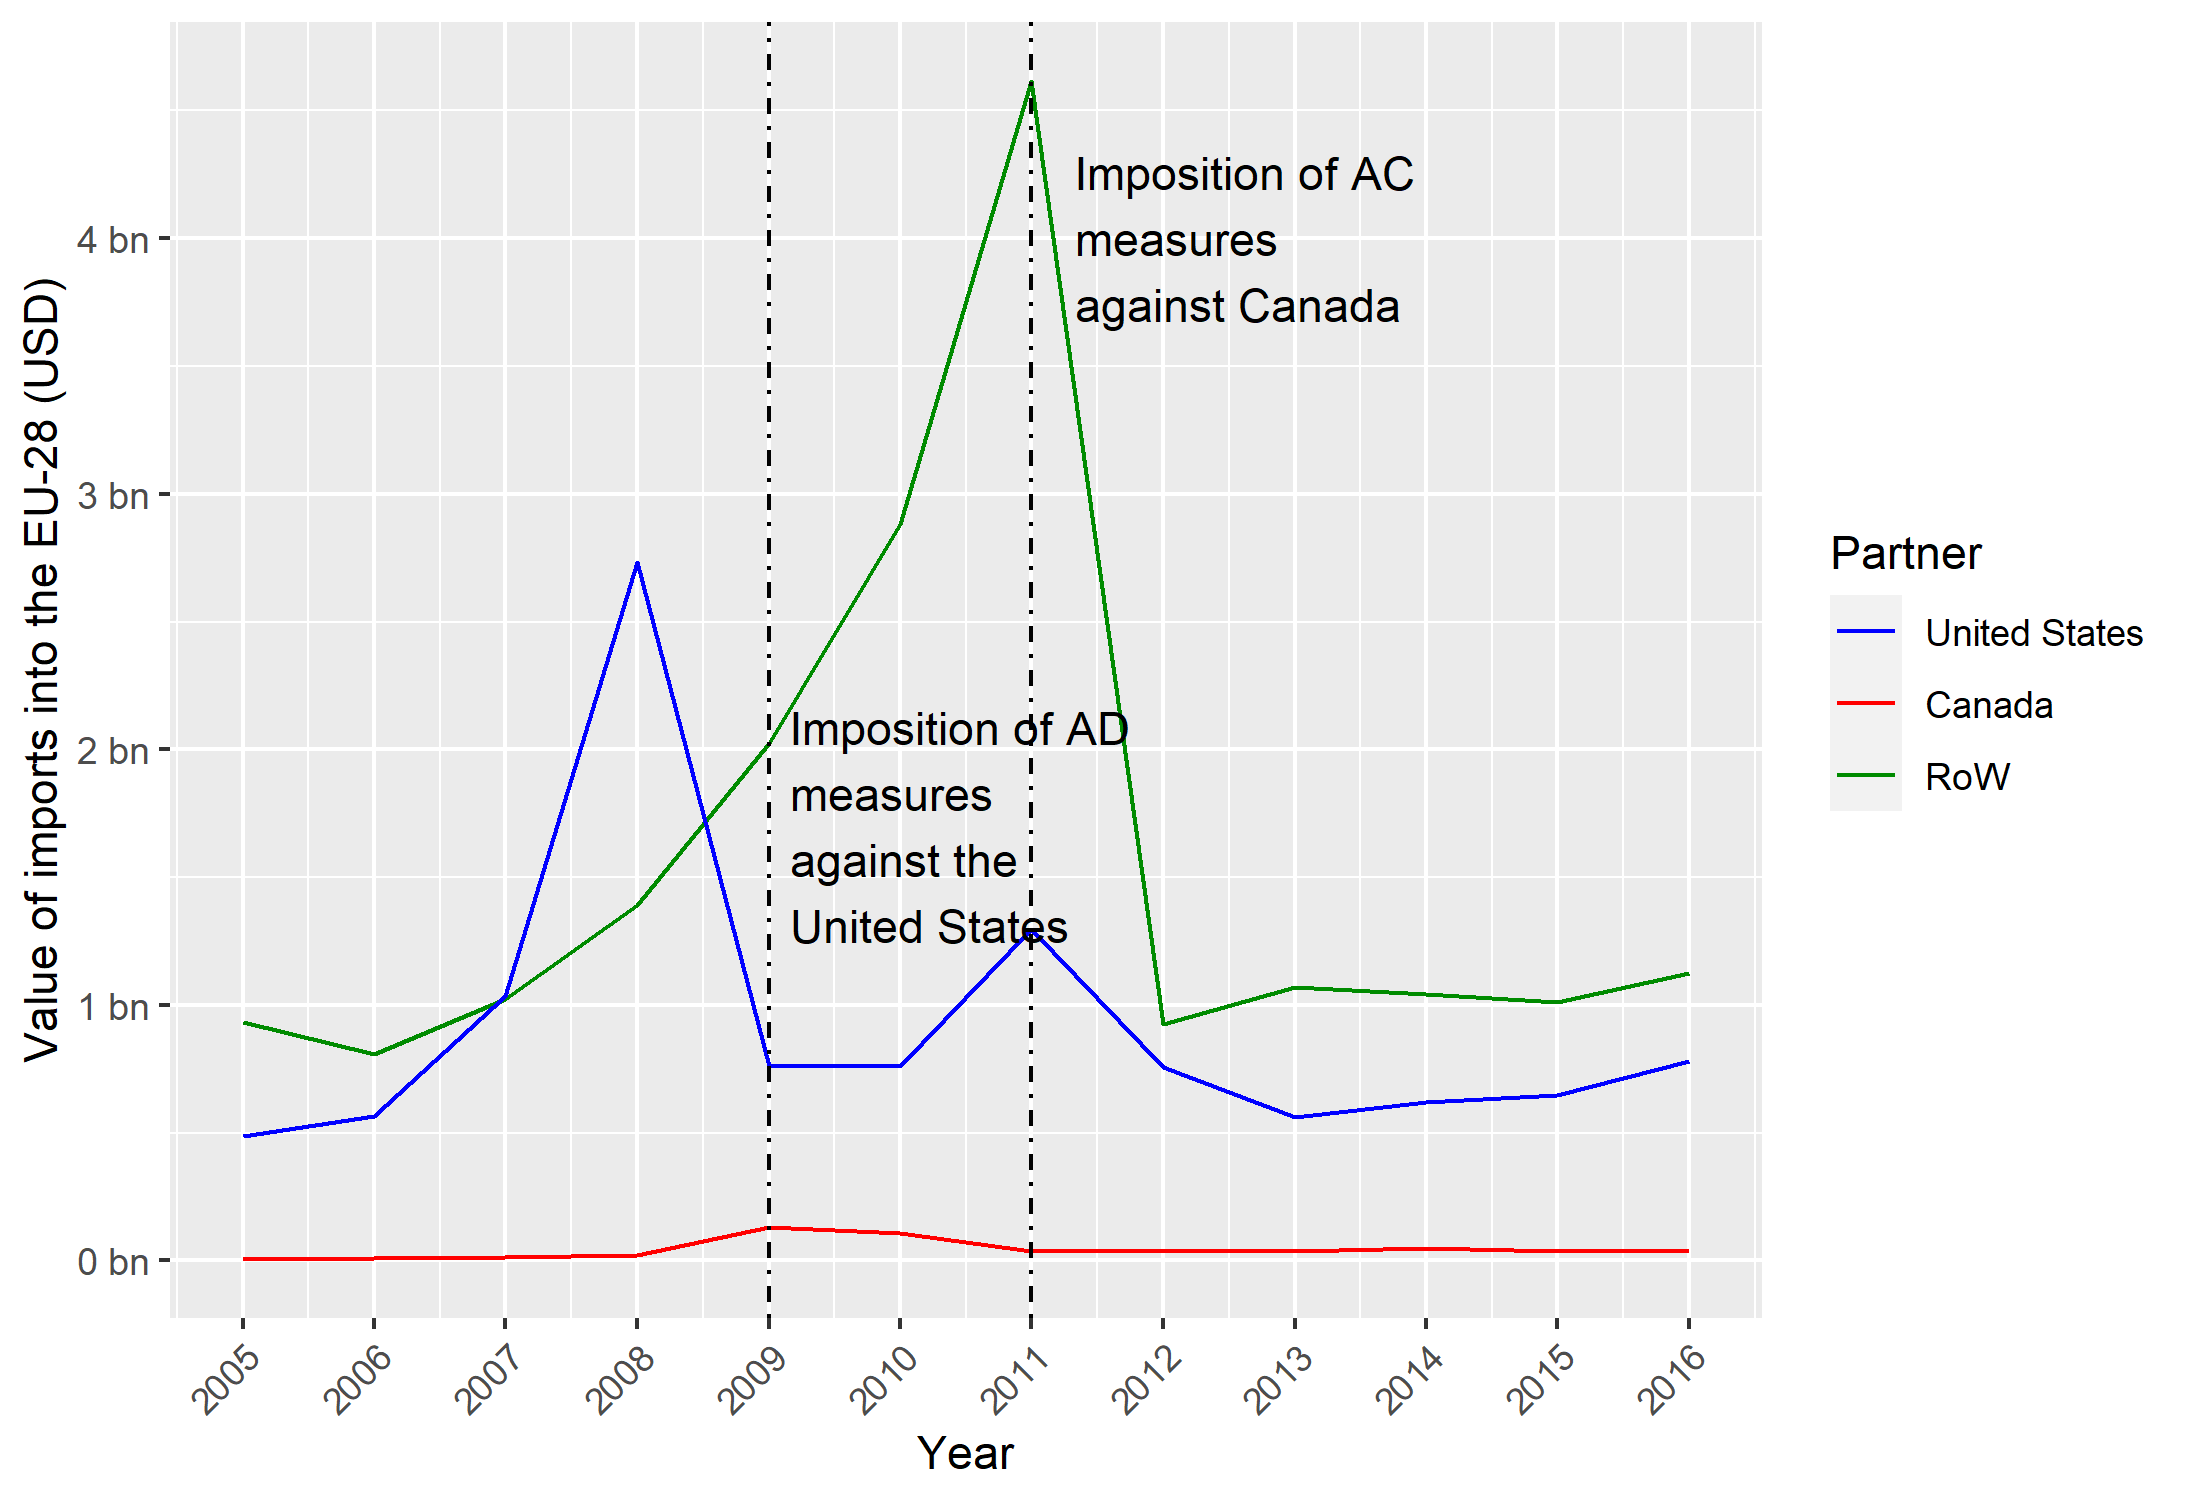 Value of imports into the EU-28 (USD)
4 bn
3 bn
2 bn
1 bn
0 bn
Imposition of AC
measures
against Canada
Imposition of AD
measures
against the
United States
2005
2006
2007
2008
2009
2010
2011
2012
2013
2014
2015
2016
Year
Partner
United States
Canada
RoW